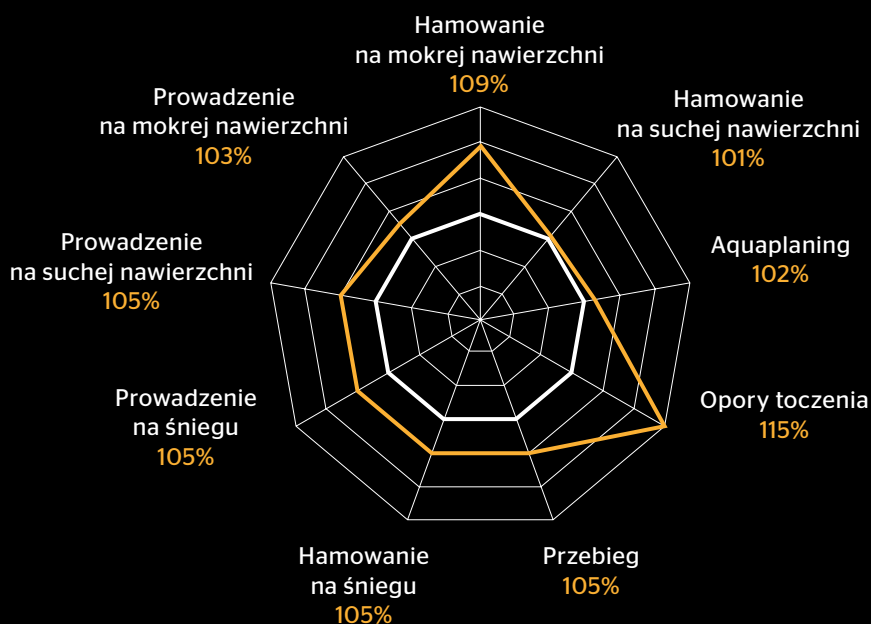 Hamowanie
na mokrej nawierzchni
109%
Hamowanie
na suchej nawierzchni
101%
Aquaplaning
102%
Opory toczenia
115%
Przebieg
105%
Hamowanie
na śniegu
105%
Prowadzenie
na śniegu
105%
Prowadzenie
na suchej nawierzchni
105%
Prowadzenie
na mokrej nawierzchni
103%